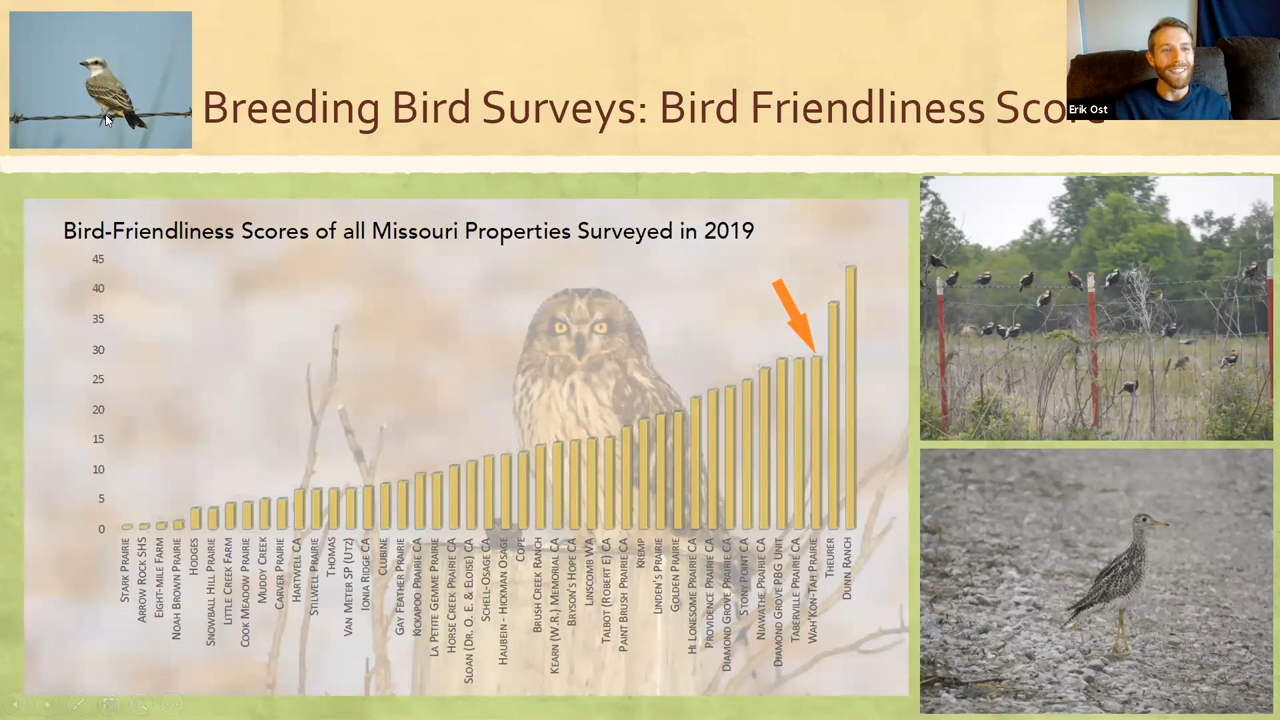 Breeding Bird Surveys: Bird Friendliness Score
Erik Ost
Bird-Friendliness Scores of all Missouri Properties Surveyed in 2019
45
40
35
30
25
20
15
10
5
0
Stark Prairie
Arrow Rock SHS
Eight-Mile Farm
Noah Brown Prairie
Hodges
Snowball Hill Prairie
Little Creek Farm
Cook Meadow Prairie
Muddy Creek
Carver Prairie
Hartwell CA
Stilwell Prairie
Thomas
Van Meter SP (Utz)
Ionia Ridge CA
Clubine
Gay Feather Prairie
Kickapoo Prairie CA
La Petite Gemme Prairie
Horse Creek Prairie CA
Sloan (Dr. O. E. & Eloise) CA
Schell-Osage CA
Haubein - Hickman Osage
Cope
Brush Creek Ranch
Kearn (W.R.) Memorial CA
Bryson's Hope CA
Linscomb WA
Talbot (Robert E) CA
Paint Brush Prairie CA
Kremp
Linden's Prairie
Golden Prairie
Hi Lonesome Prairie CA
Providence Prairie CA
Diamond Grove Prairie CA
Stony Point CA
Niawathe Prairie CA
Diamond Grove PBG Unit
Taberville Prairie CA
Wah'Kon-Tah Prairie
Theurer
Dunn Ranch